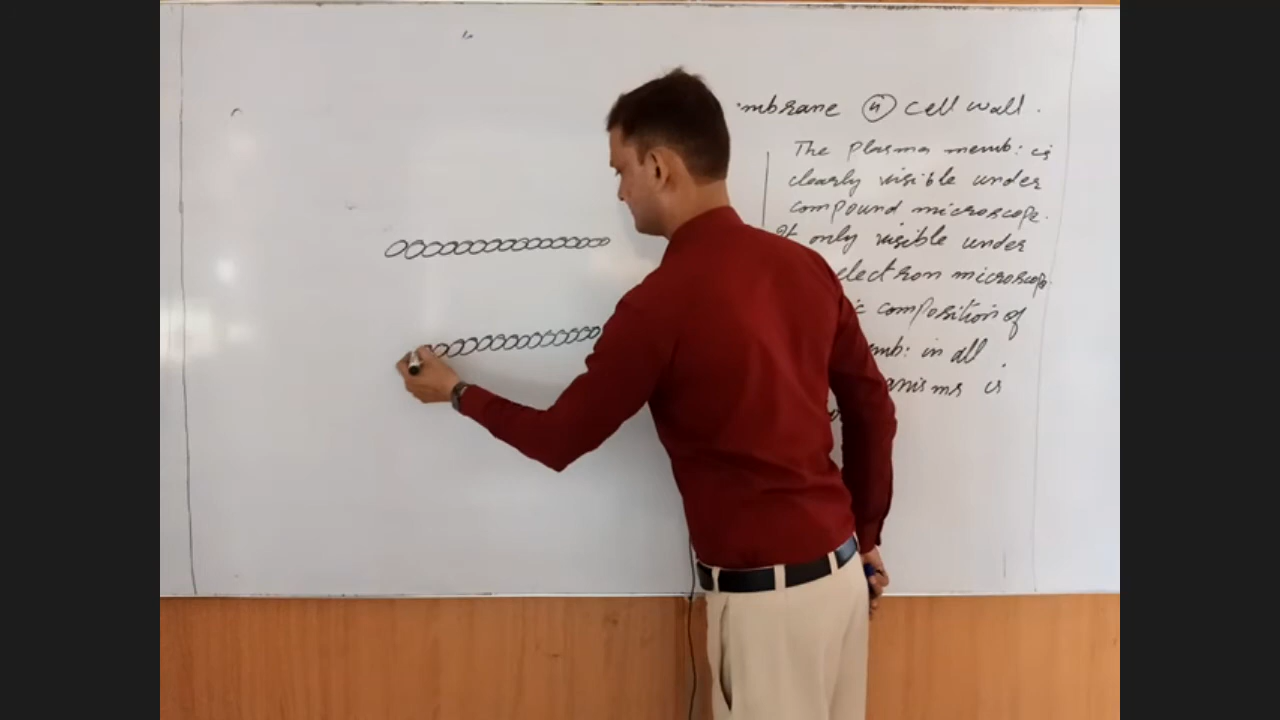 mbrane (ii) cell wall.
The plasma memb: is
clearly visible under
compound microscope.
It only visible under
electron microscope.
c composition of
mb: in all
anisms is